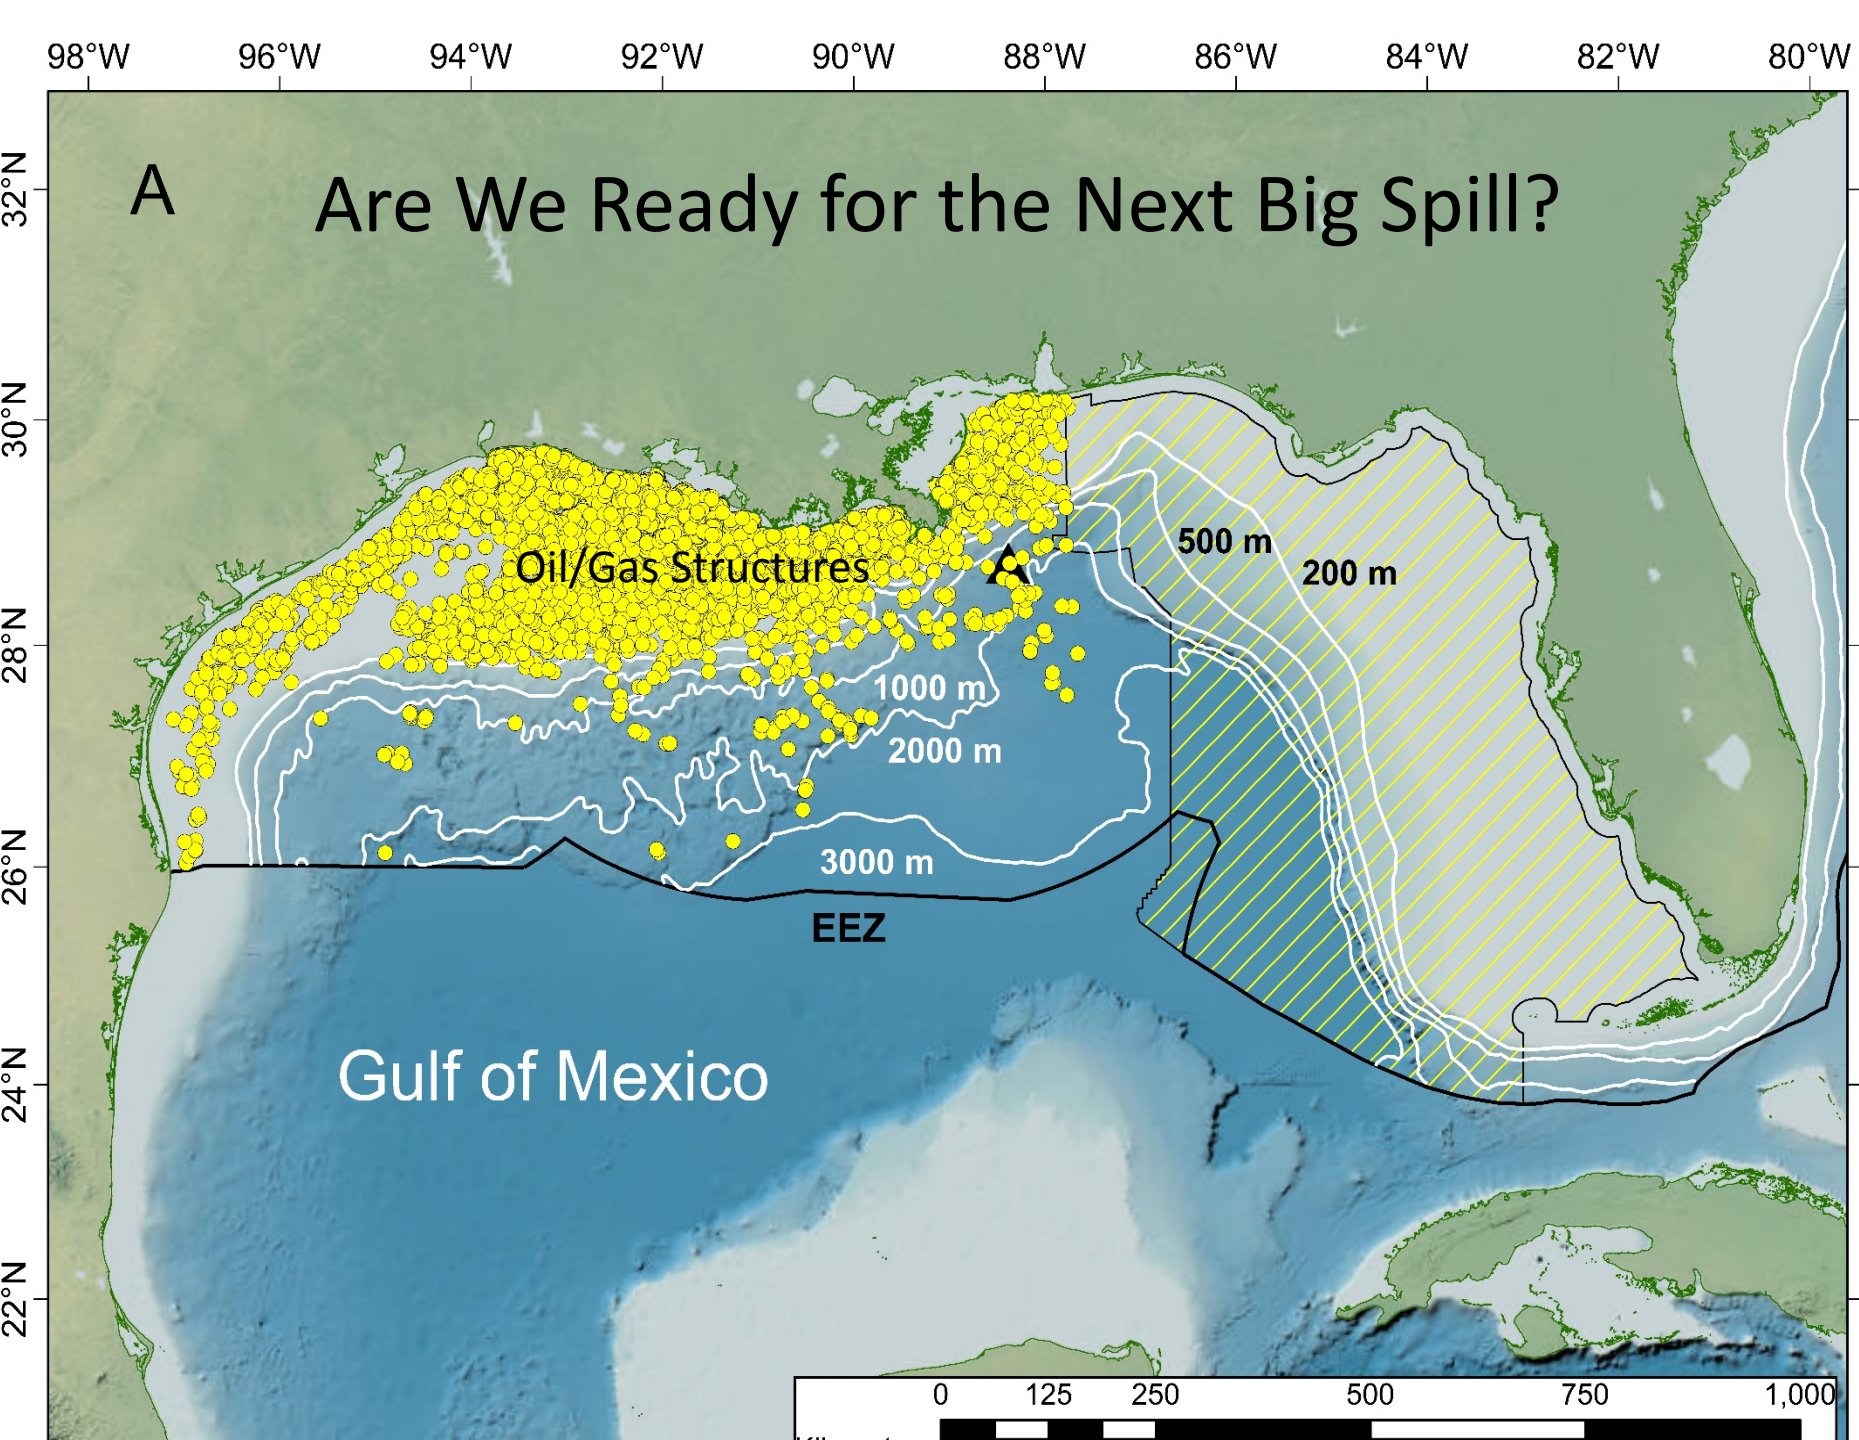 98°W 96°W 94°W 92°W 90°W 88°W 86°W 84°W 82°W 80°W
32°N
A Are We Ready for the Next Big Spill?
30°N
500 m
Oil/Gas Structures
200 m
28°N
1000 m
2000 m
26°N
3000 m
EEZ
24°N
Gulf of Mexico
22°N
0 125 250 500 750 1,000